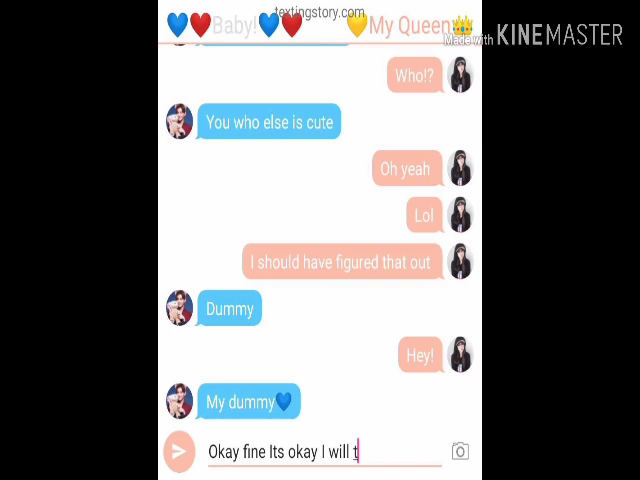 textingstory.com
💙❤️Baby!💙❤️ 💛My Queen👑
Made with KINEMASTER
Who!?
You who else is cute
Oh yeah
Lol
I should have figured that out
Dummy
Hey!
My dummy💙
Okay fine Its okay I will t